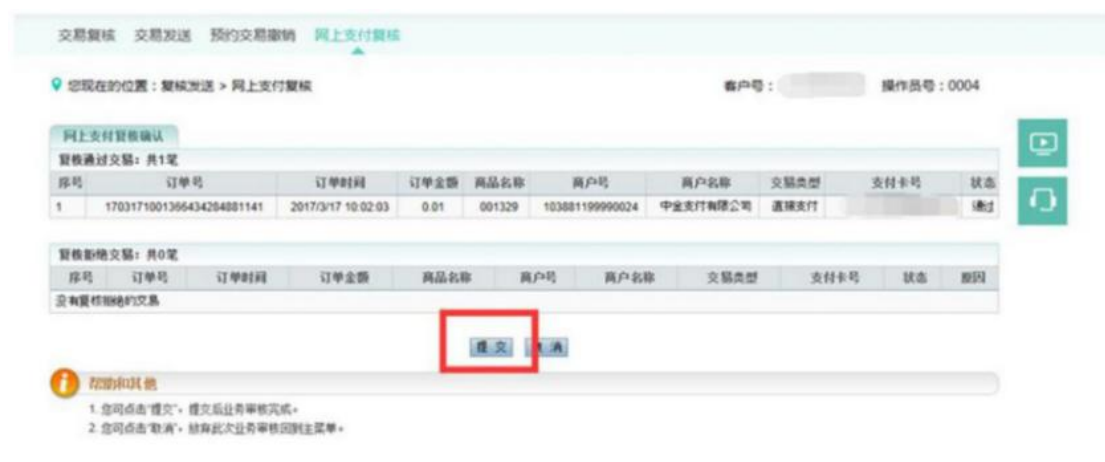 交易复核 交易发送 预约交易撤销 网上支付复核
您现在的位置：复核发送 > 网上支付复核 客户号： 操作员号：0004
网上支付复核确认
复核通过交易：共1笔
序号 订单号 订单时间 订单金额 商品名称 商户号 商户名称 交易类型 支付卡号 状态
1 1703171001366434284881141 2017/3/17 10:02:03 0.01 001329 103881199990024 中金支付有限公司 直接支付 通过
复核拒绝交易：共0笔
序号 订单号 订单时间 订单金额 商品名称 商户号 商户名称 交易类型 支付卡号 状态 原因
没有复核拒绝的交易
提 交 取 消
帮助和其他
1. 您可点击“提交”，提交后业务审核完成。
2. 您可点击“取消”，放弃此次业务审核回到主菜单。